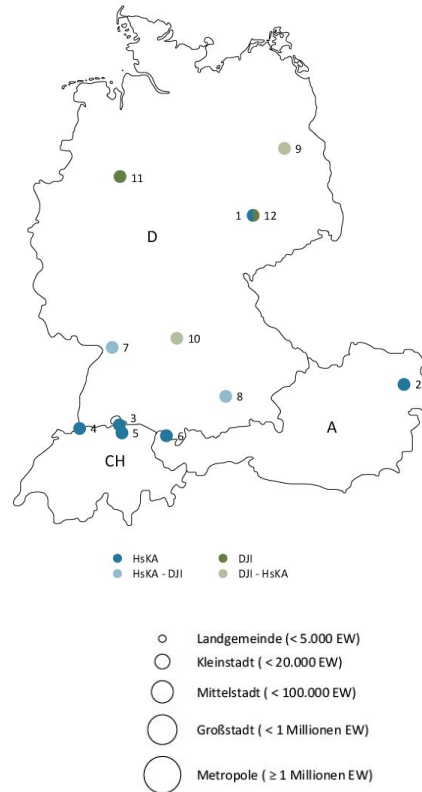 9
11
1 12
D
10
7
2
8
3
4
5
6
A
CH
HsKA DJI
HsKA - DJI DJI - HsKA
Landgemeinde (< 5.000 EW)
Kleinstadt ( < 20.000 EW)
Mittelstadt ( < 100.000 EW)
Großstadt ( < 1 Millionen EW)
Metropole ( ≥ 1 Millionen EW)